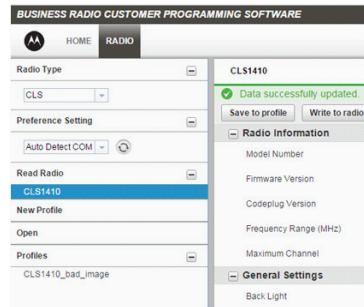 BUSINESS RADIO CUSTOMER PROGRAMMING SOFTWARE
HOME RADIO
Radio Type
CLS
Preference Setting
Auto Detect COM
Read Radio
CLS1410
New Profile
Open
Profiles
CLS1410_bad_image
CLS1410
Data successfully updated.
Save to profile Write to radio
Radio Information
Model Number
Firmware Version
Codeplug Version
Frequency Range (MHz)
Maximum Channel
General Settings
Back Light